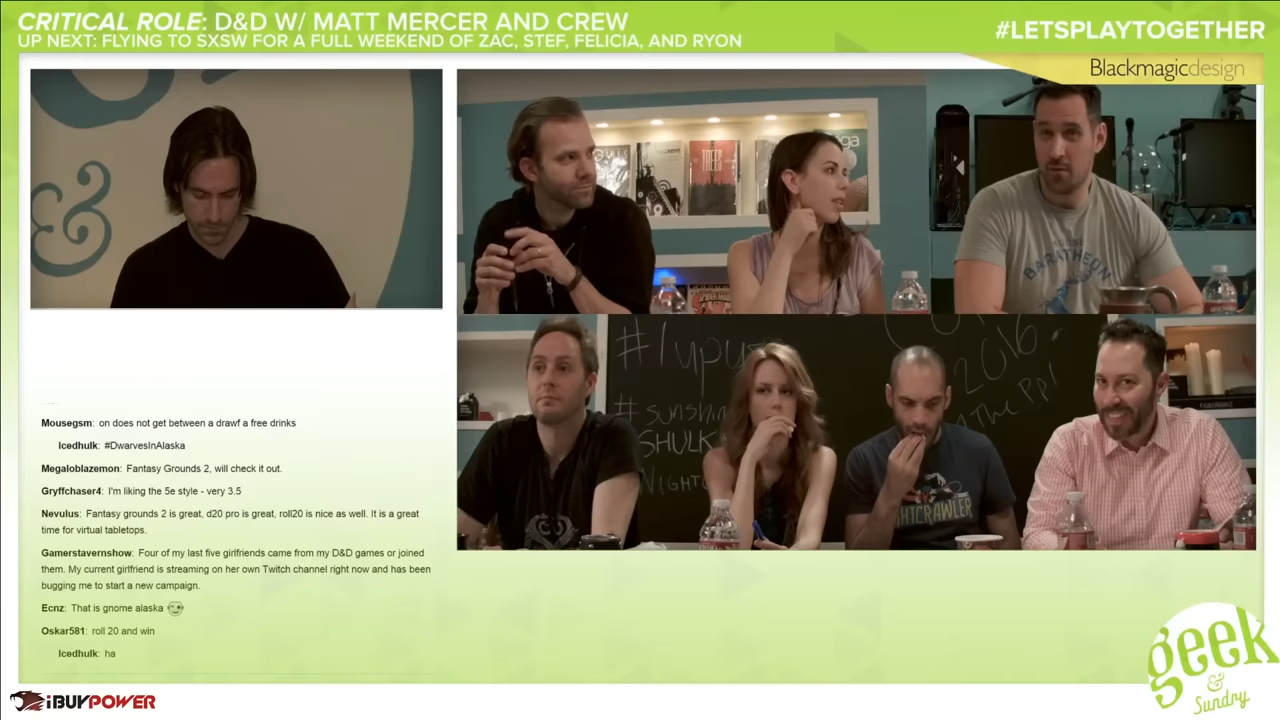 CRITICAL ROLE: D&D W/ MATT MERCER AND CREW
UP NEXT: FLYING TO SXSW FOR A FULL WEEKEND OF ZAC, STEF, FELICIA, AND RYON
#LETSPLAYTOGETHER
Blackmagicdesign
&
TREES
BARATHEON
#lupus
2016
#sunshin
SHULK
NIGHTCRAWLER
Mousegsm: on does not get between a drawf a free drinks
Icedhulk: #DwarvesInAlaska
Megaloblazemon: Fantasy Grounds 2, will check it out.
Gryffchaser4: I'm liking the 5e style - very 3.5
Nevulus: Fantasy grounds 2 is great, d20 pro is great, roll20 is nice as well. It is a great
time for virtual tabletops.
Gamerstavernshow: Four of my last five girlfriends came from my D&D games or joined
them. My current girlfriend is streaming on her own Twitch channel right now and has been
bugging me to start a new campaign.
Ecnz: That is gnome alaska
Oskar581: roll 20 and win
Icedhulk: ha
geek
&
Sundry
iBUYPOWER